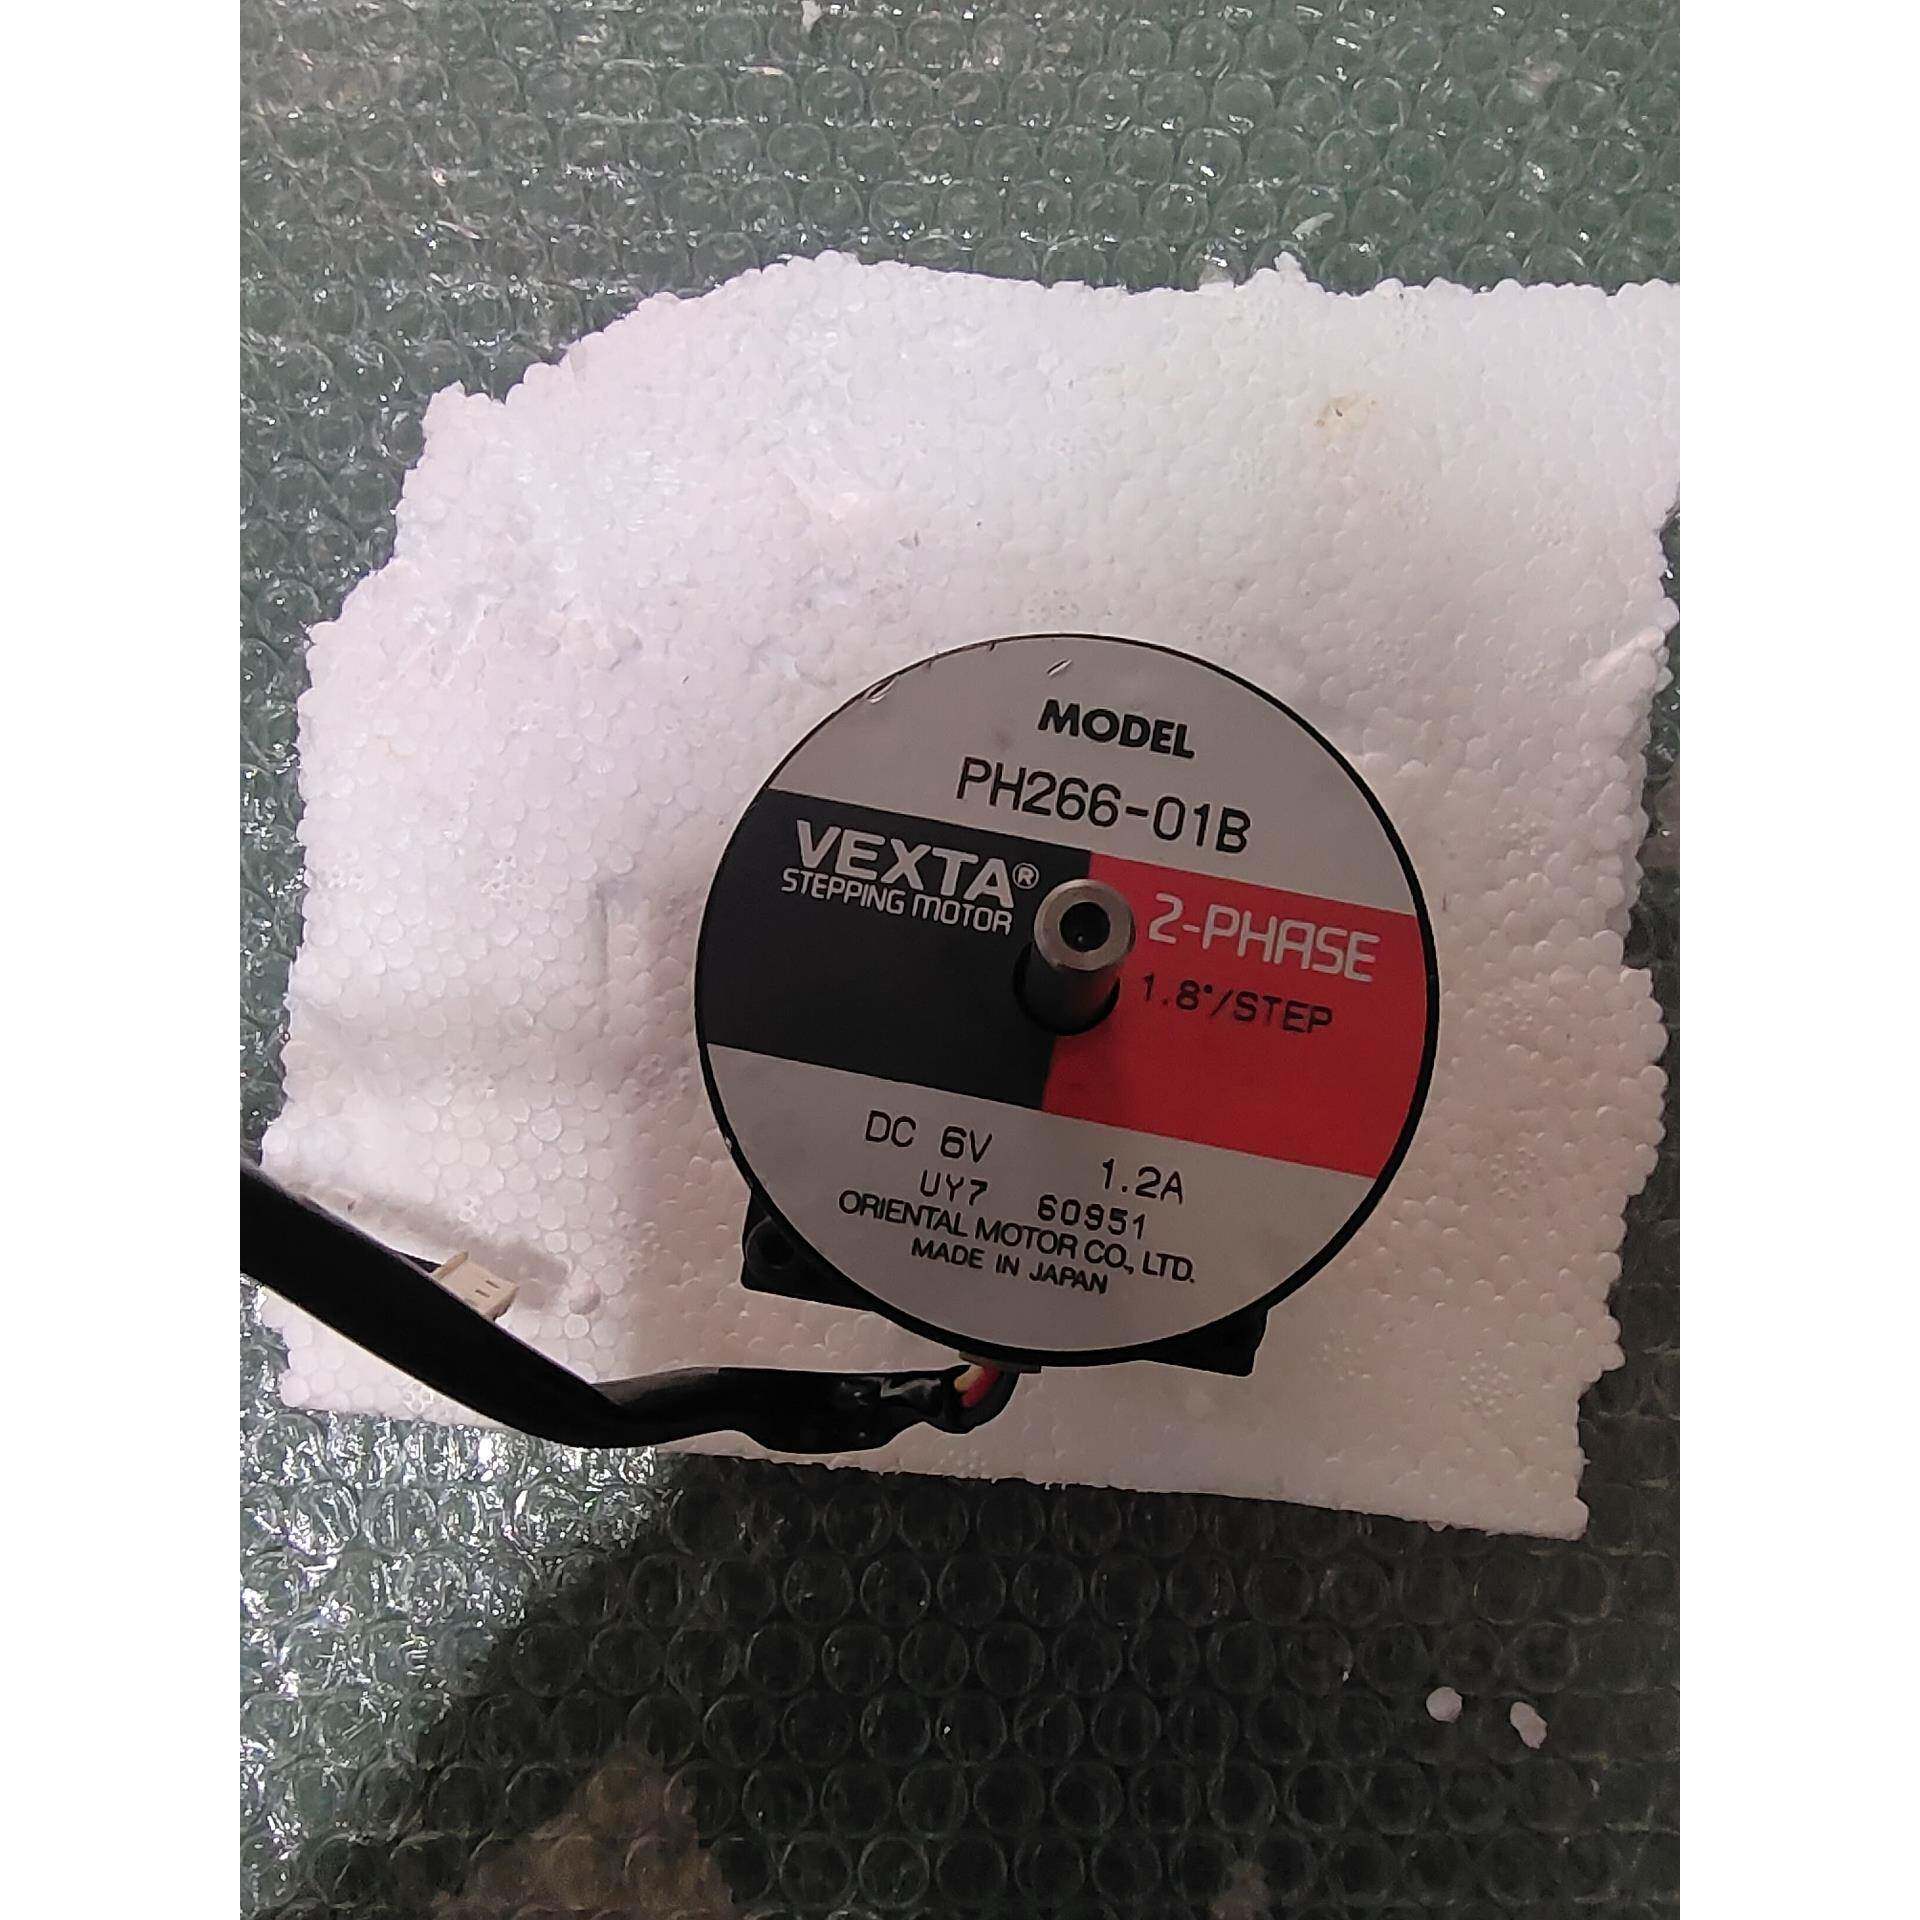 MODEL
PH266-01B
VEXTA®
STEPPING MOTOR
2-PHASE
1.8°/STEP
DC 6V 1.2A
UY7 60951
ORIENTAL MOTOR CO., LTD.
MADE IN JAPAN